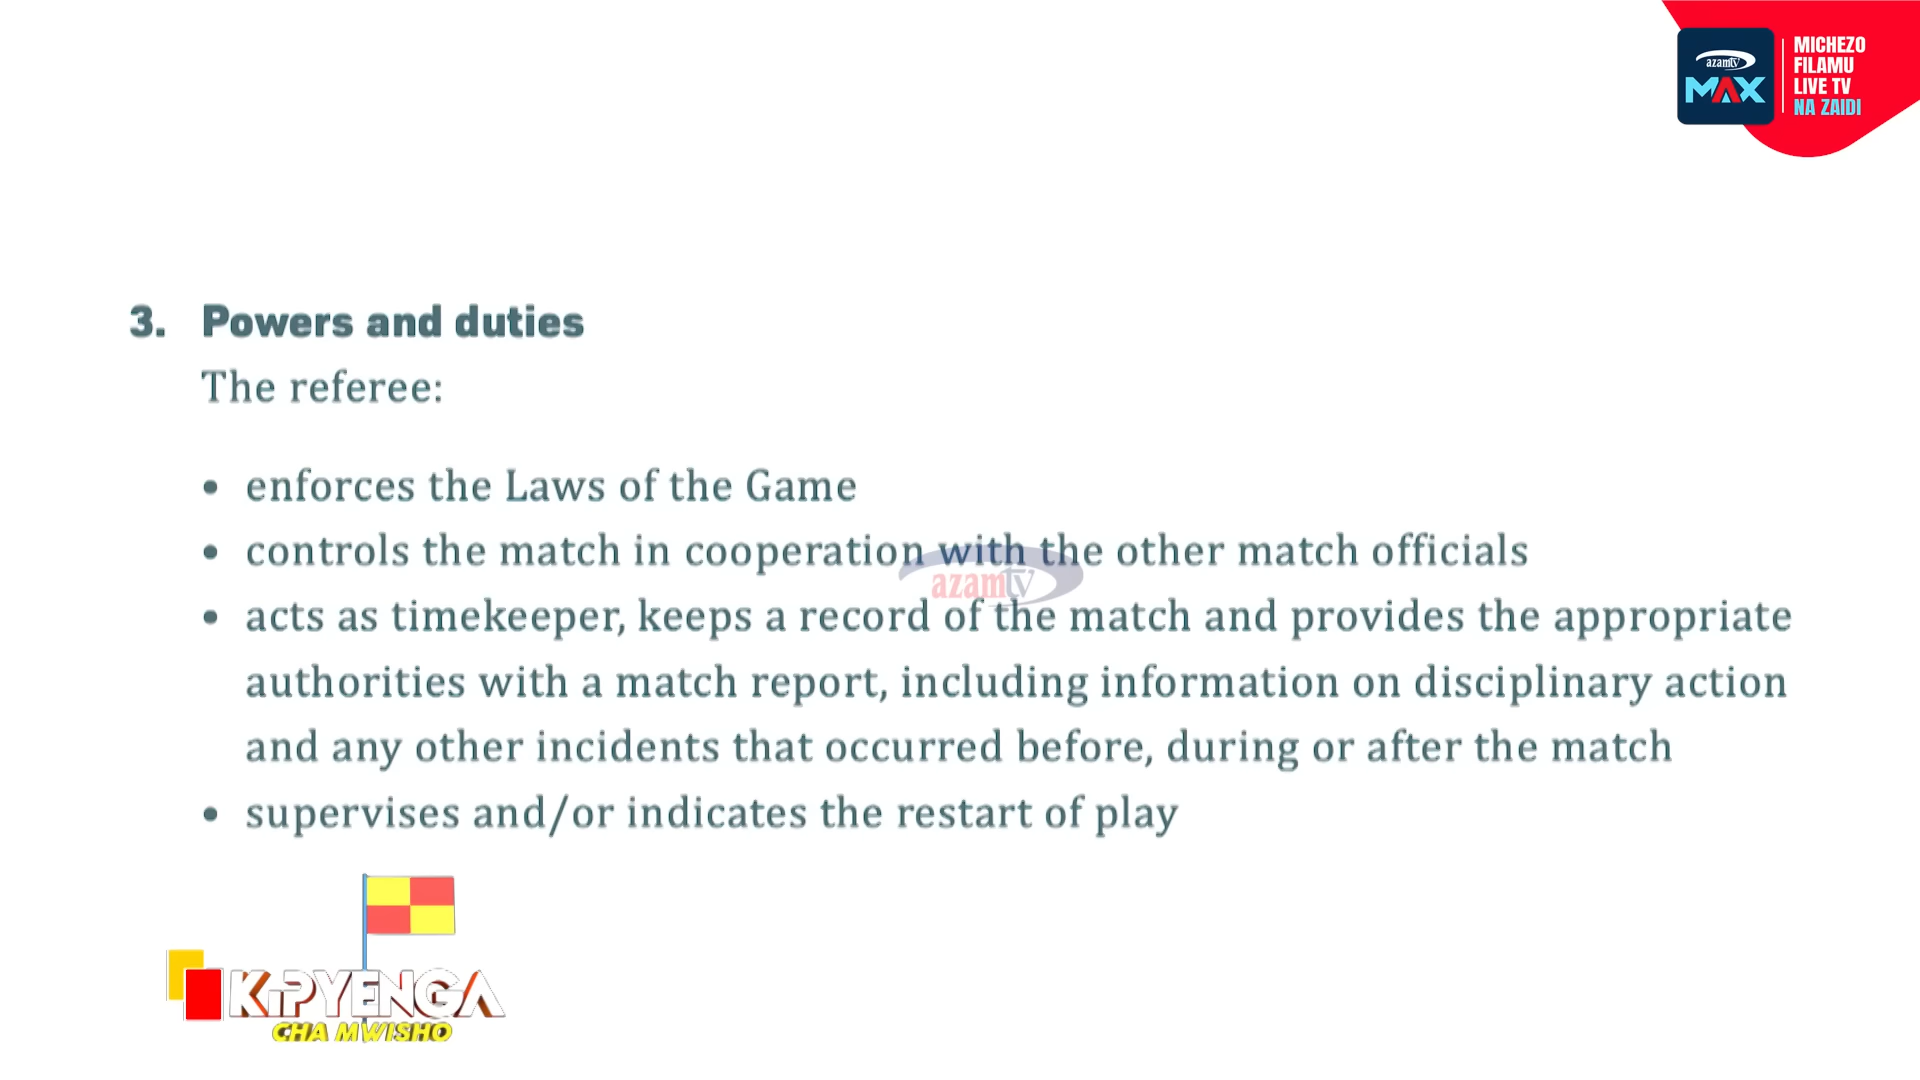 azamtv
MAX
MICHEZO
FILAMU
LIVE TV
NA ZAIDI
3. Powers and duties
The referee:
• enforces the Laws of the Game
• controls the match in cooperation with the other match officials
azamtv
• acts as timekeeper, keeps a record of the match and provides the appropriate
authorities with a match report, including information on disciplinary action
and any other incidents that occurred before, during or after the match
• supervises and/or indicates the restart of play
KIPYENGA
CHA MWISHO